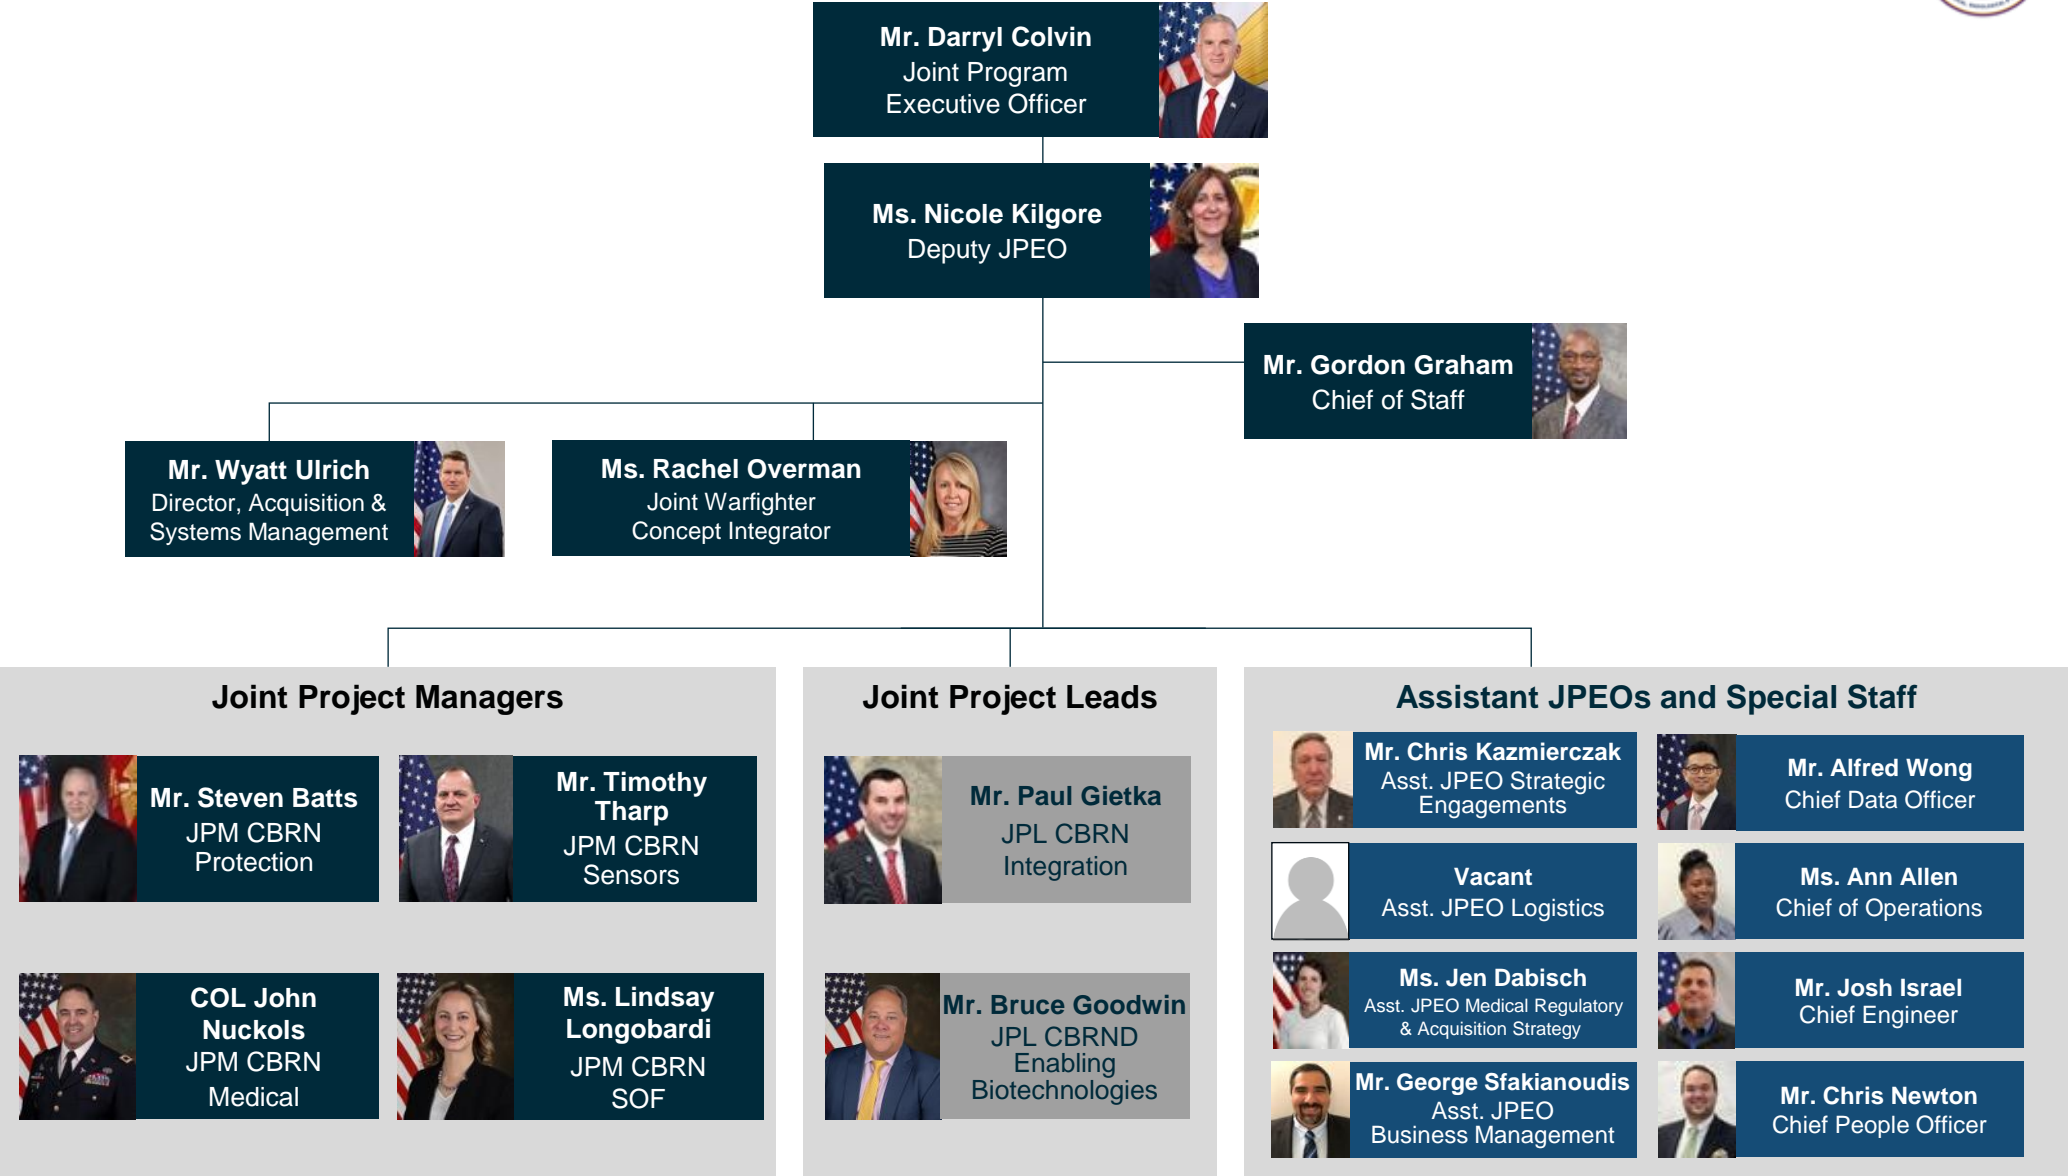 Mr. Darryl Colvin
Joint Program
Executive Officer
Ms. Nicole Kilgore
Deputy JPEO
Mr. Gordon Graham
Chief of Staff
Mr. Wyatt Ulrich
Director, Acquisition &
Systems Management
Ms. Rachel Overman
Joint Warfighter
Concept Integrator
Joint Project Managers
Mr. Steven Batts
JPM CBRN
Protection
Mr. Timothy
Tharp
JPM CBRN
Sensors
COL John
Nuckols
JPM CBRN
Medical
Ms. Lindsay
Longobardi
JPM CBRN
SOF
Joint Project Leads
Mr. Paul Gietka
JPL CBRN
Integration
Mr. Bruce Goodwin
JPL CBRND
Enabling
Biotechnologies
Assistant JPEOs and Special Staff
Mr. Chris Kazmierczak
Asst. JPEO Strategic
Engagements
Mr. Alfred Wong
Chief Data Officer
Vacant
Asst. JPEO Logistics
Ms. Ann Allen
Chief of Operations
Ms. Jen Dabisch
Asst. JPEO Medical Regulatory
& Acquisition Strategy
Mr. Josh Israel
Chief Engineer
Mr. George Sfakianoudis
Asst. JPEO
Business Management
Mr. Chris Newton
Chief People Officer